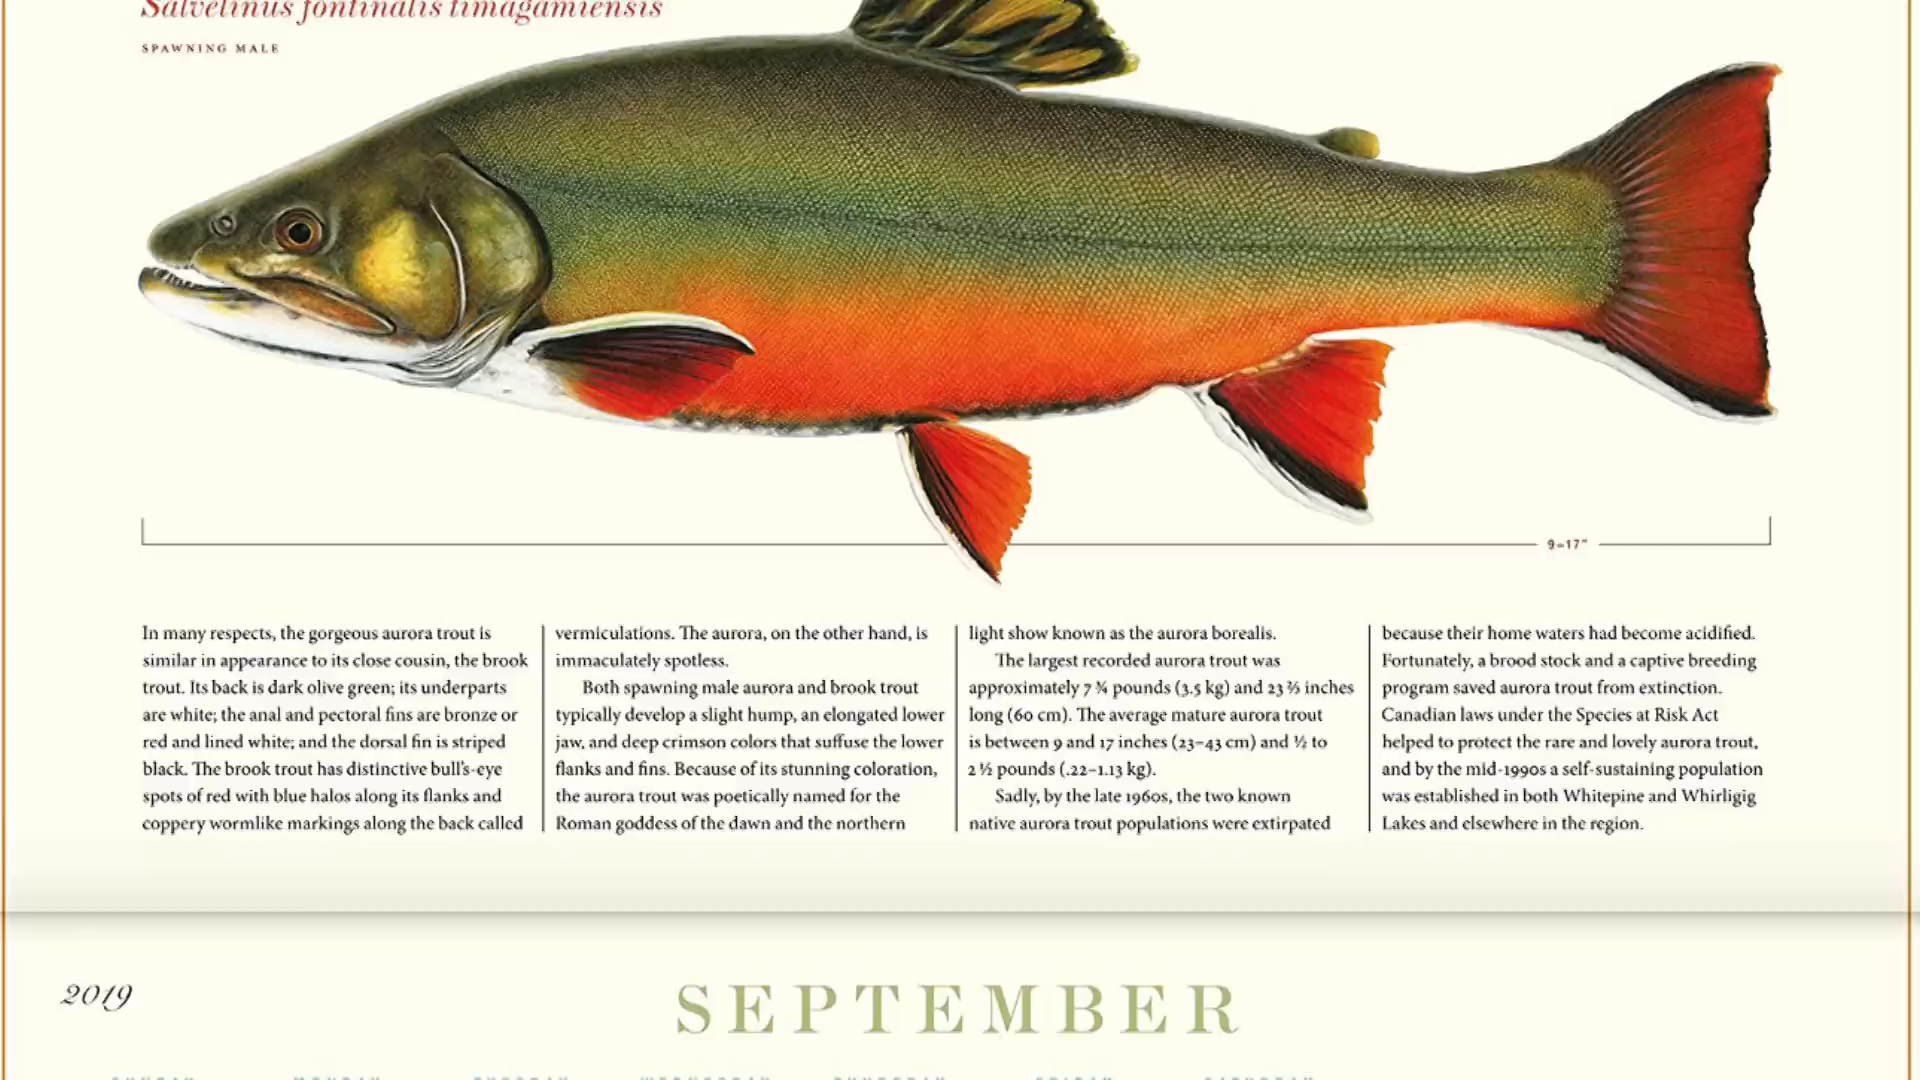 Salvelinus fontinalis timagamiensis
SPAWNING MALE
9–17"
In many respects, the gorgeous aurora trout is
similar in appearance to its close cousin, the brook
trout. Its back is dark olive green; its underparts
are white; the anal and pectoral fins are bronze or
red and lined white; and the dorsal fin is striped
black. The brook trout has distinctive bull's-eye
spots of red with blue halos along its flanks and
coppery wormlike markings along the back called
vermiculations. The aurora, on the other hand, is
immaculately spotless.
Both spawning male aurora and brook trout
typically develop a slight hump, an elongated lower
jaw, and deep crimson colors that suffuse the lower
flanks and fins. Because of its stunning coloration,
the aurora trout was poetically named for the
Roman goddess of the dawn and the northern
light show known as the aurora borealis.
The largest recorded aurora trout was
approximately 7 ¾ pounds (3.5 kg) and 23 ⅗ inches
long (60 cm). The average mature aurora trout
is between 9 and 17 inches (23–43 cm) and ½ to
2 ½ pounds (.22–1.13 kg).
Sadly, by the late 1960s, the two known
native aurora trout populations were extirpated
because their home waters had become acidified.
Fortunately, a brood stock and a captive breeding
program saved aurora trout from extinction.
Canadian laws under the Species at Risk Act
helped to protect the rare and lovely aurora trout,
and by the mid-1990s a self-sustaining population
was established in both Whitepine and Whirligig
Lakes and elsewhere in the region.
2019
SEPTEMBER